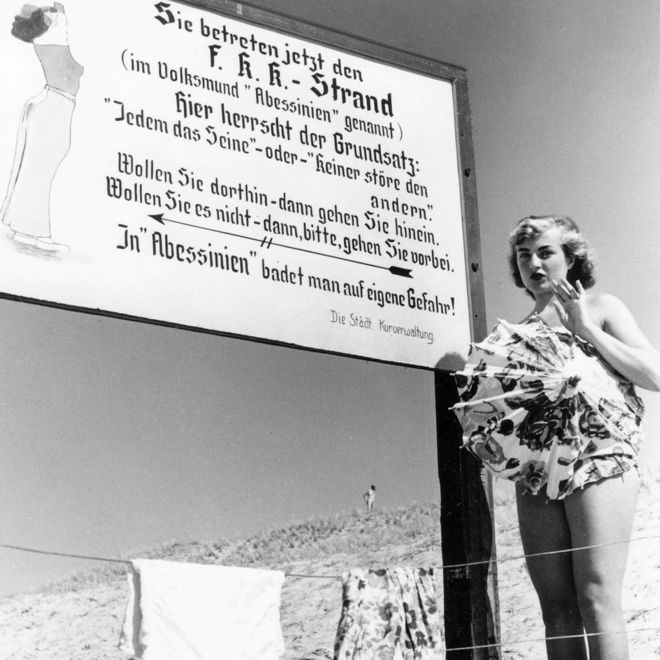 Sie betreten jetzt den
F. K. K.- Strand
(im Volksmund "Abessinien" genannt)
Hier herrscht der Grundsatz:
"Jedem das Seine"-oder-"Keiner störe den
andern".
Wollen Sie dorthin-dann gehen Sie hinein.
Wollen Sie es nicht-dann, bitte, gehen Sie vorbei.
In "Abessinien" badet man auf eigene Gefahr!
Die Städt. Kurverwaltung.